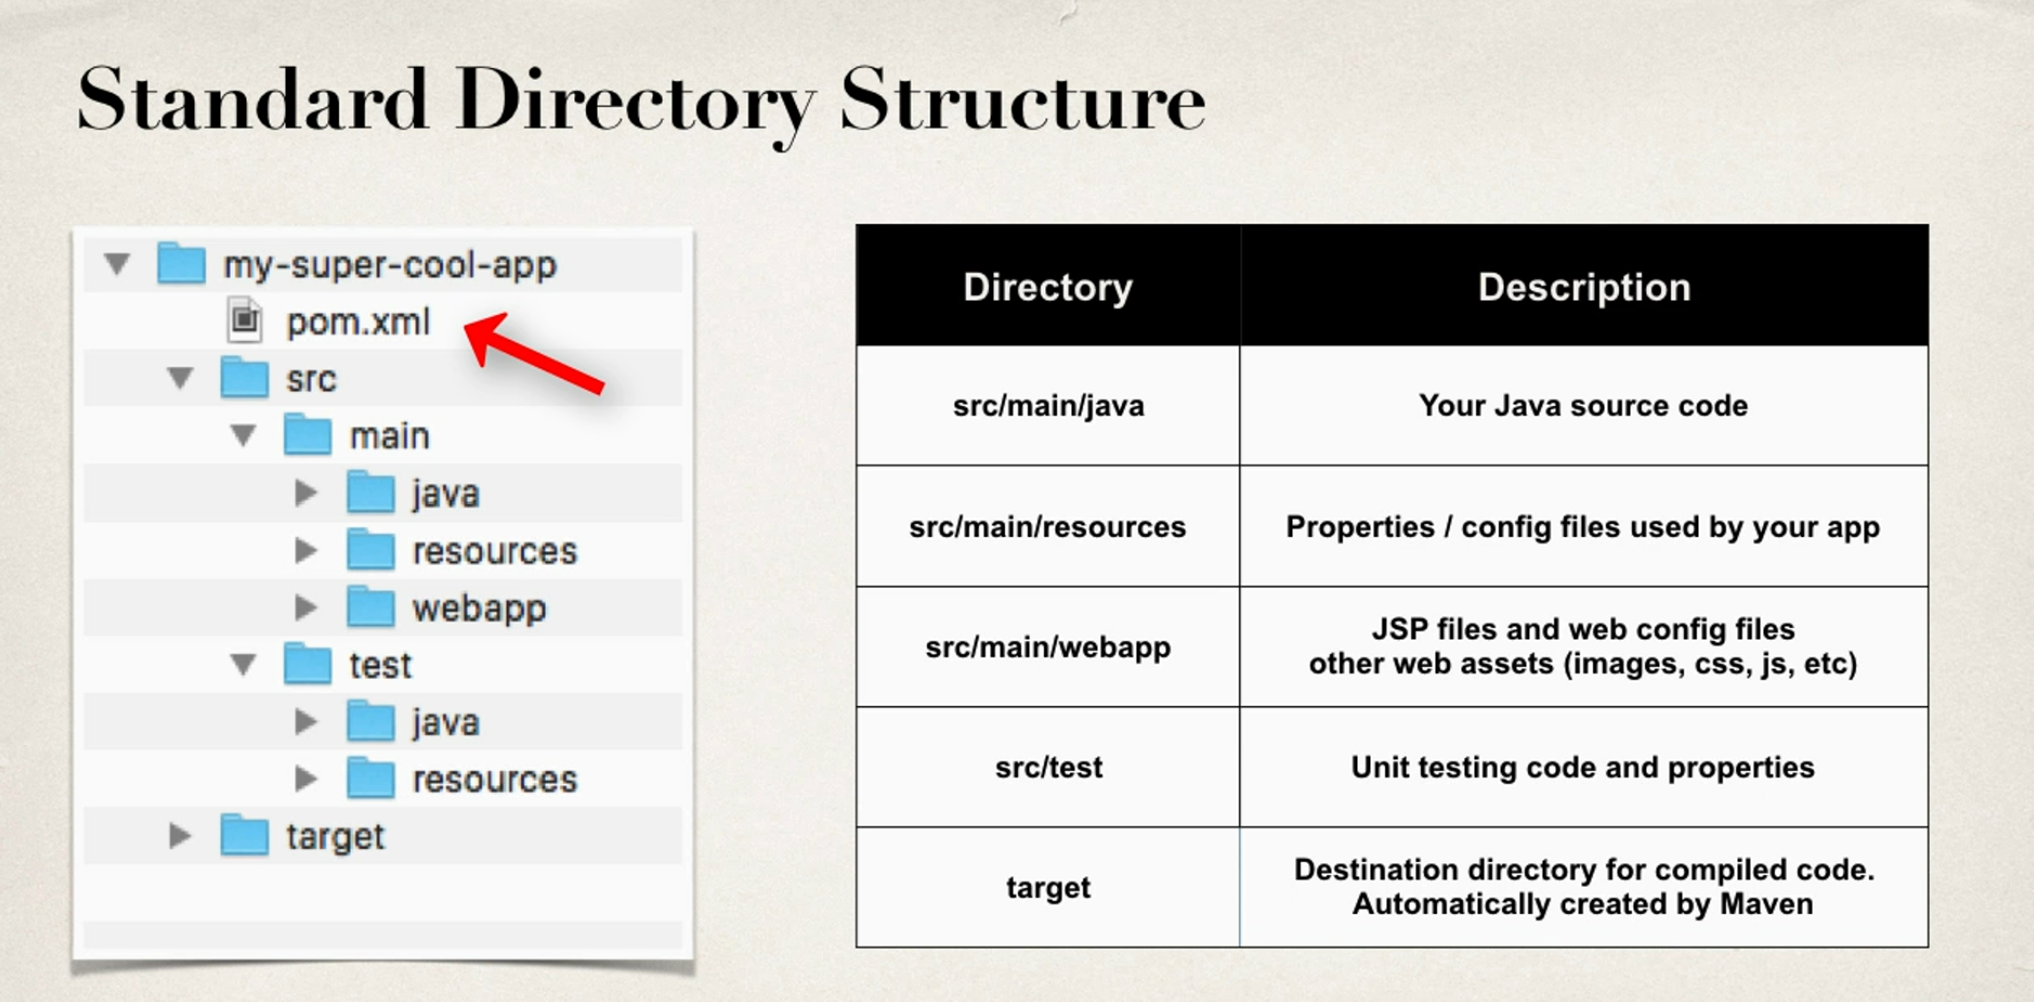 Standard Directory Structure
my-super-cool-app
pom.xml
src
main
java
resources
webapp
test
java
resources
target
Directory Description
src/main/java Your Java source code
src/main/resources Properties / config files used by your app
src/main/webapp JSP files and web config files
other web assets (images, css, js, etc)
src/test Unit testing code and properties
target Destination directory for compiled code.
Automatically created by Maven